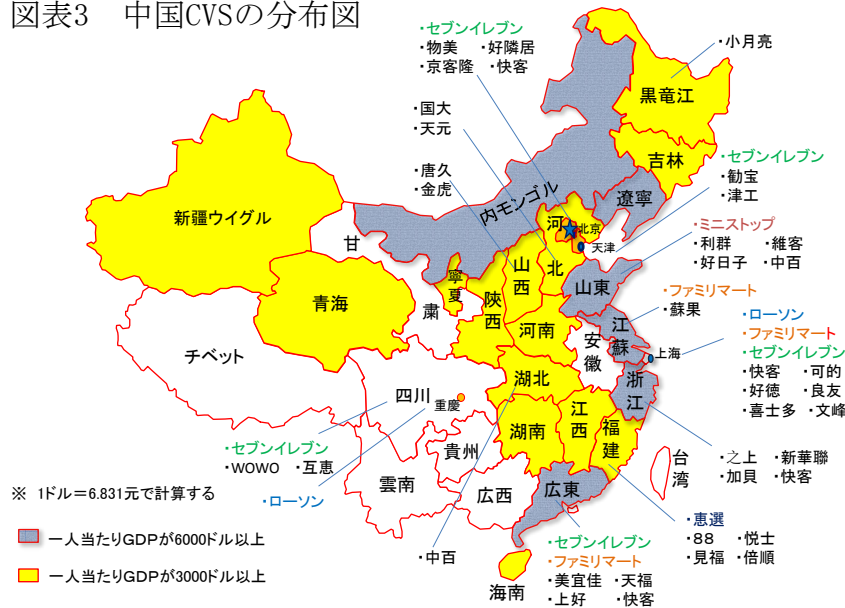 図表3　中国CVSの分布図
・セブンイレブン
・物美　・好隣居
・京客隆　・快客
・小月亮
・国大
・天元
・唐久
・金虎
黒竜江
吉林
遼寧
内モンゴル
新疆ウイグル
甘
粛
青海
寧夏
陝西
山西
河
北
北京
天津
・セブンイレブン
・勧宝
・津工
・ミニストップ
・利群　・維客
・好日子　・中百
山東
・ファミリマート
・蘇果
河南
江蘇
安徽
上海
・ローソン
・ファミリマート
・セブンイレブン
・快客　・可的
・好徳　・良友
・喜士多　・文峰
チベット
四川
重慶
湖北
浙江
湖南
江西
福建
・セブンイレブン
・WOWO　・互恵
・ローソン
貴州
雲南
広西
広東
台湾
海南
・之上　・新華聯
・加貝　・快客
・中百
・セブンイレブン
・ファミリマート
・美宜佳　・天福
・上好　・快客
・恵選
・88　・悦士
・見福　・倍順
※　1ドル＝6.831元で計算する
一人当たりGDPが6000ドル以上
一人当たりGDPが3000ドル以上